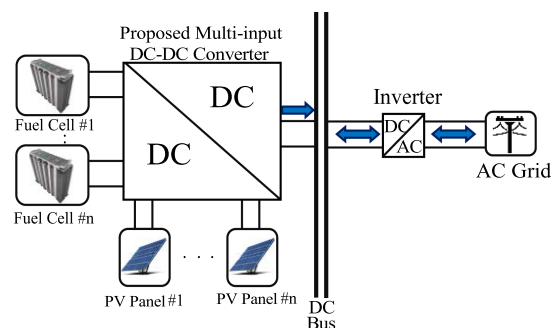 Proposed Multi-input
DC-DC Converter
DC
DC
Fuel Cell #1
Fuel Cell #n
PV Panel #1
. . .
PV Panel #n
DC
Bus
Inverter
DC
AC
AC Grid